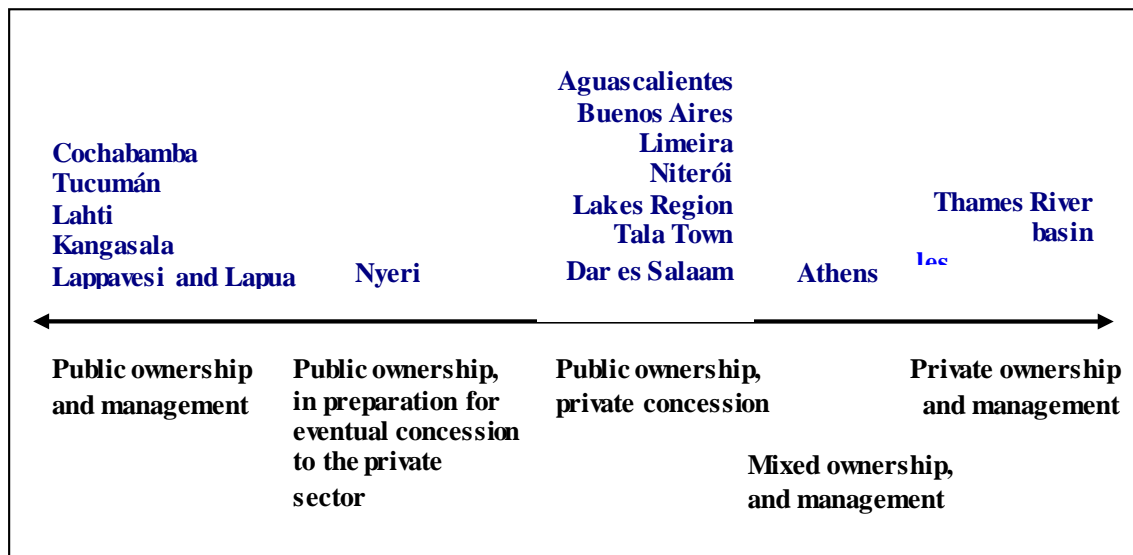 Aguascalientes
Buenos Aires
Limeira
Niterói
Lakes Region
Tala Town
Dar es Salaam
Cochabamba
Tucumán
Lahti
Kangasala
Lappavesi and Lapua
Nyeri
Athens
les
Thames River
basin
Public ownership
and management
Public ownership,
in preparation for
eventual concession
to the private
sector
Public ownership,
private concession
Mixed ownership,
and management
Private ownership
and management